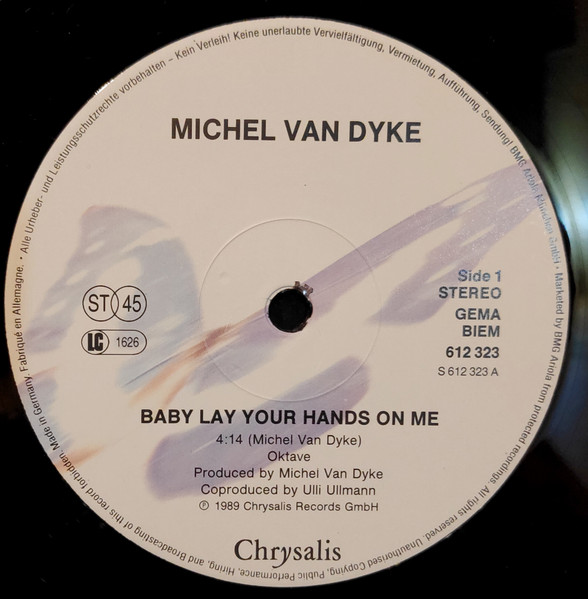 Alle Urheber- und Leistungsschutzrechte vorbehalten – Kein Verleih! Keine unerlaubte Vervielfältigung, Vermietung, Aufführung, Sendung! BMG Ariola München GmbH • Marketed by BMG Ariola from protected recordings. All rights reserved. Unauthorised Copying, Public Performance, Hiring, and Broadcasting of this record forbidden. Made in Germany. Fabriqué en Allemagne. •
MICHEL VAN DYKE
ST 45
LC 1626
Side 1
STEREO
GEMA
BIEM
612 323
S 612 323 A
BABY LAY YOUR HANDS ON ME
4:14 (Michel Van Dyke)
Oktave
Produced by Michel Van Dyke
Coproduced by Ulli Ullmann
℗ 1989 Chrysalis Records GmbH
Chrysalis